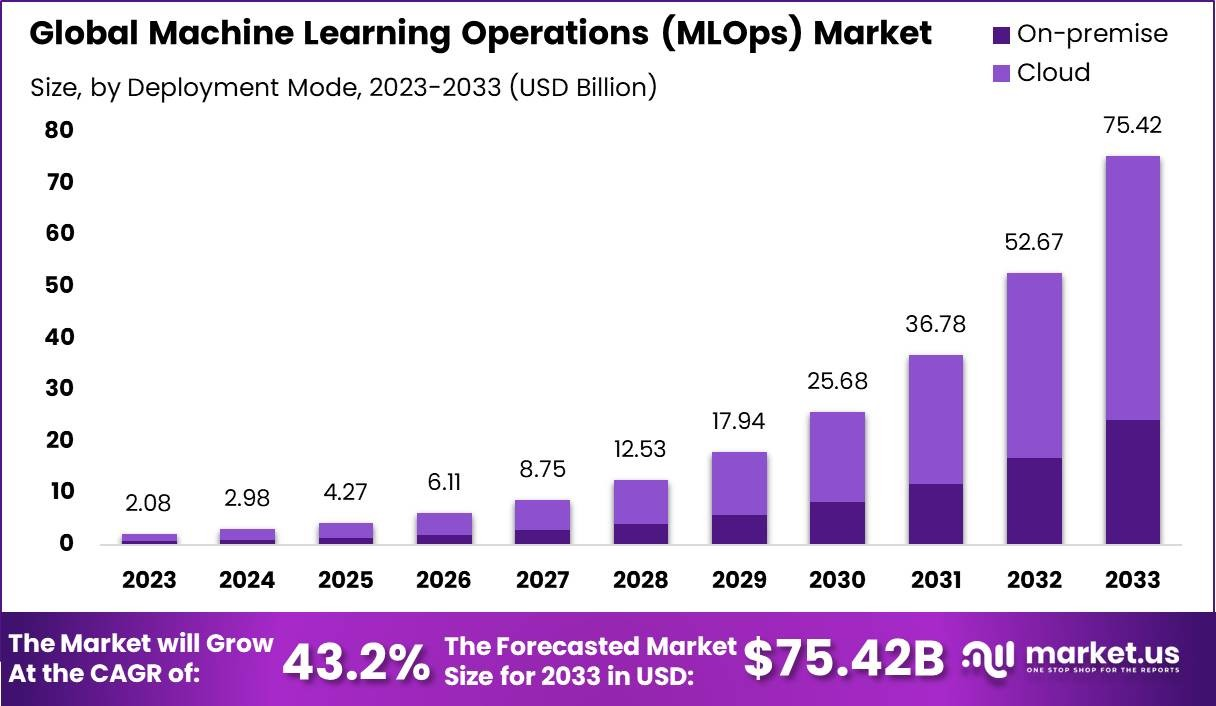 Global Machine Learning Operations (MLOps) Market
Size, by Deployment Mode, 2023-2033 (USD Billion)
On-premise
Cloud
80
70
60
50
40
30
20
10
0
2.08
2.98
4.27
6.11
8.75
12.53
17.94
25.68
36.78
52.67
75.42
2023
2024
2025
2026
2027
2028
2029
2030
2031
2032
2033
The Market will Grow
At the CAGR of:
43.2%
The Forecasted Market
Size for 2033 in USD:
$75.42B
market.us
ONE STOP SHOP FOR THE REPORTS